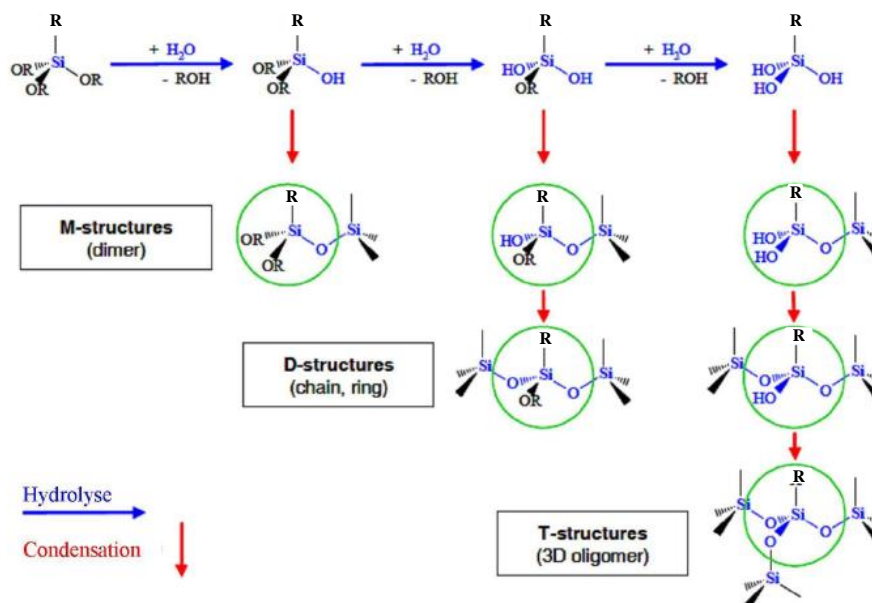 R
Si
OR
OR
OR
+ H₂O
- ROH
R
Si
OR
OR
OH
+ H₂O
- ROH
R
HO
Si
OR
OH
+ H₂O
- ROH
R
HO
Si
HO
OH
M-structures
(dimer)
R
OR
Si
OR
O
Si
R
HO
Si
OR
O
Si
R
HO
Si
HO
O
Si
D-structures
(chain, ring)
Si
O
R
Si
OR
O
Si
Si
O
R
Si
HO
O
Si
Hydrolyse
Condensation
T-structures
(3D oligomer)
Si
O
R
Si
O
Si
O
Si